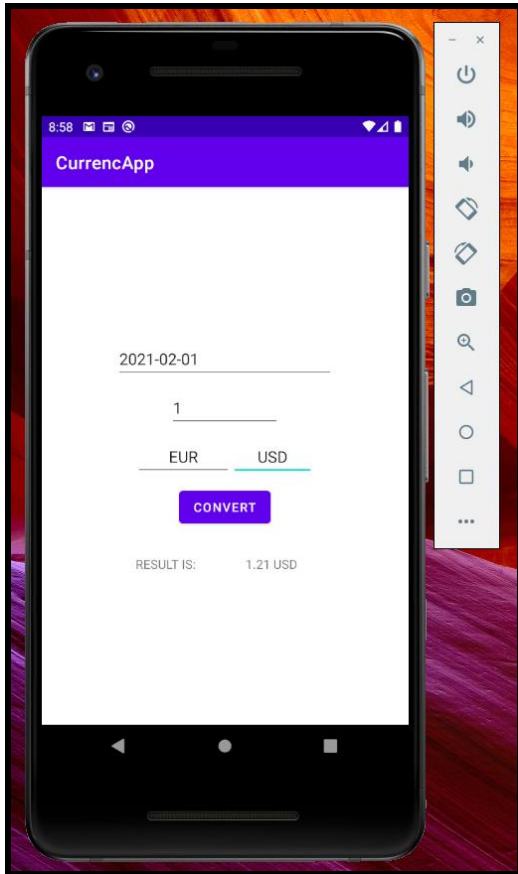 8:58
CurrencApp
2021-02-01
1
EUR USD
CONVERT
RESULT IS: 1.21 USD